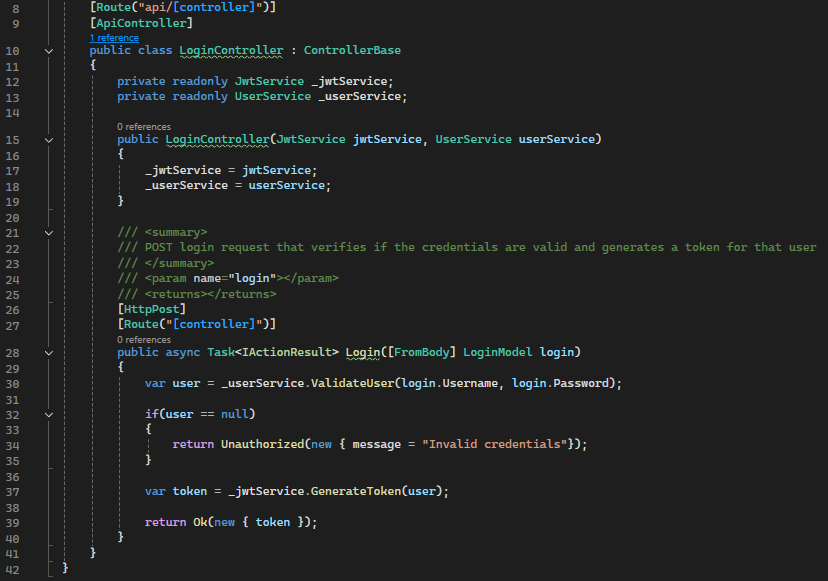 8 [Route("api/[controller]")]
9 [ApiController]
1 reference
10 public class LoginController : ControllerBase
11 {
12 private readonly JwtService _jwtService;
13 private readonly UserService _userService;
14
0 references
15 public LoginController(JwtService jwtService, UserService userService)
16 {
17 _jwtService = jwtService;
18 _userService = userService;
19 }
20
21 /// <summary>
22 /// POST login request that verifies if the credentials are valid and generates a token for that user
23 /// </summary>
24 /// <param name="login"></param>
25 /// <returns></returns>
26 [HttpPost]
27 [Route("[controller]")]
0 references
28 public async Task<IActionResult> Login([FromBody] LoginModel login)
29 {
30 var user = _userService.ValidateUser(login.Username, login.Password);
31
32 if(user == null)
33 {
34 return Unauthorized(new { message = "Invalid credentials"});
35 }
36
37 var token = _jwtService.GenerateToken(user);
38
39 return Ok(new { token });
40 }
41 }
42 }